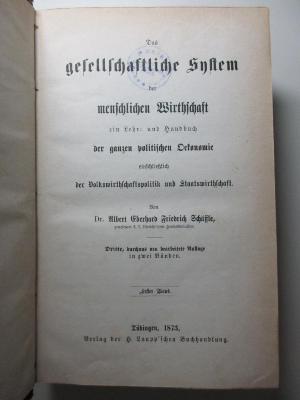 Das
gesellschaftliche System
der
menschlichen Wirthschaft
ein Lehr- und Handbuch
der ganzen politischen Oekonomie
einschließlich
der Volkswirthschaftspolitik und Staatswirthschaft.
Von
Dr. Albert Eberhard Friedrich Schäffle,
Dritte, durchaus neu bearbeitete Auflage
in zwei Bänden.
Erster Band.
Tübingen, 1873.
Verlag der H. Laupp'schen Buchhandlung.